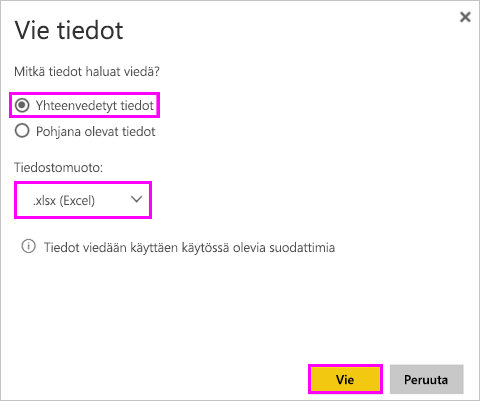 Vie tiedot
Mitkä tiedot haluat viedä?
Yhteenvedetyt tiedot
Pohjana olevat tiedot
Tiedostomuoto:
.xlsx (Excel)
Tiedot viedään käyttäen käytössä olevia suodattimia
Vie
Peruuta